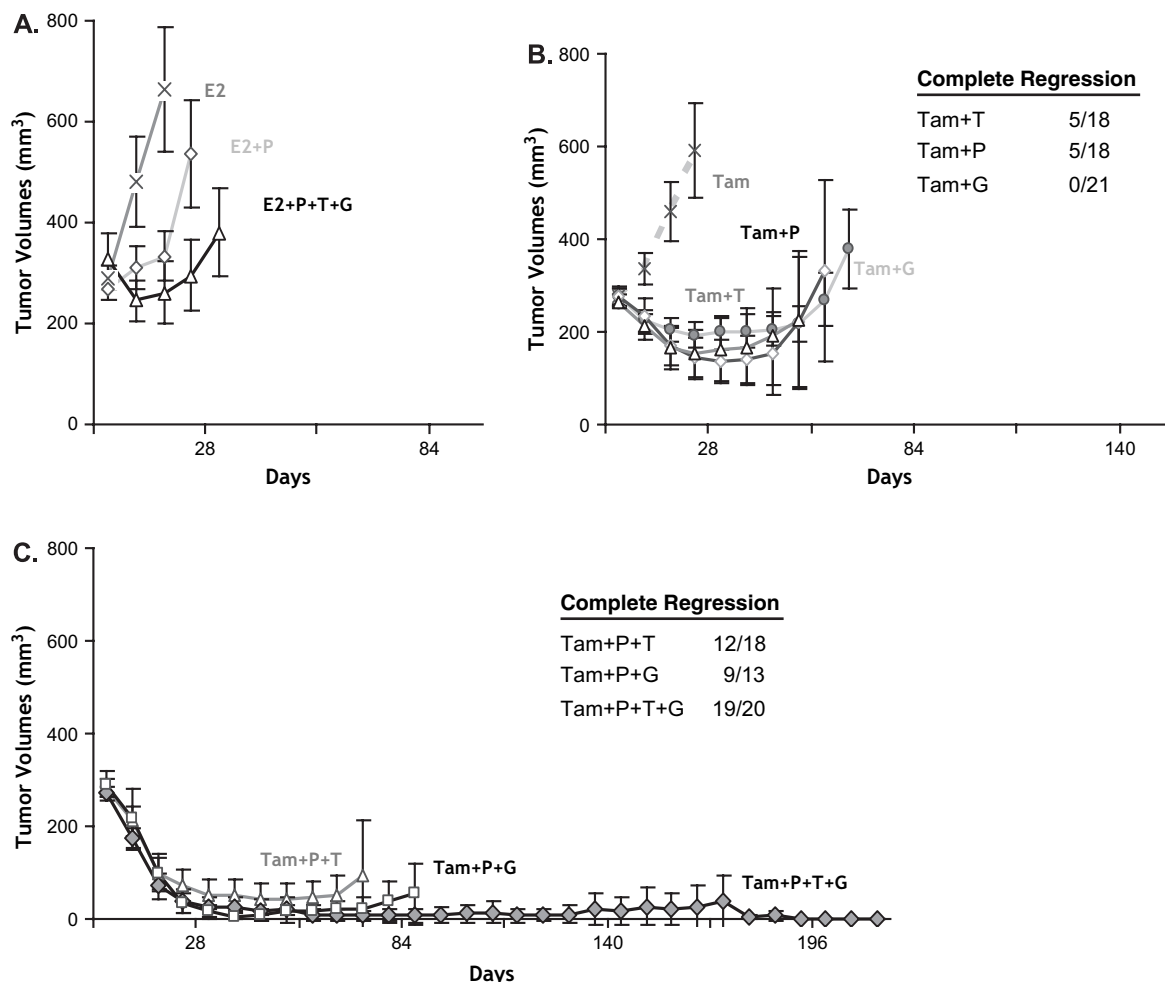 A.
800
600
400
200
0
Tumor Volumes (mm³)
E2
E2+P
E2+P+T+G
28
84
Days
B.
800
600
400
200
0
Tumor Volumes (mm³)
Tam
Tam+P
Tam+T
Tam+G
28
84
140
Days
Complete Regression
Tam+T 5/18
Tam+P 5/18
Tam+G 0/21
C.
800
600
400
200
0
Tumor Volumes (mm³)
Complete Regression
Tam+P+T 12/18
Tam+P+G 9/13
Tam+P+T+G 19/20
Tam+P+T
Tam+P+G
Tam+P+T+G
28
84
140
196
Days